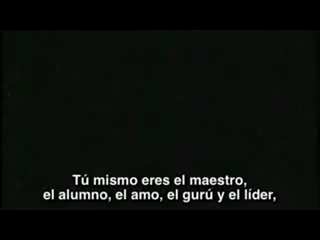 Tú mismo eres el maestro,
el alumno, el amo, el gurú y el líder,